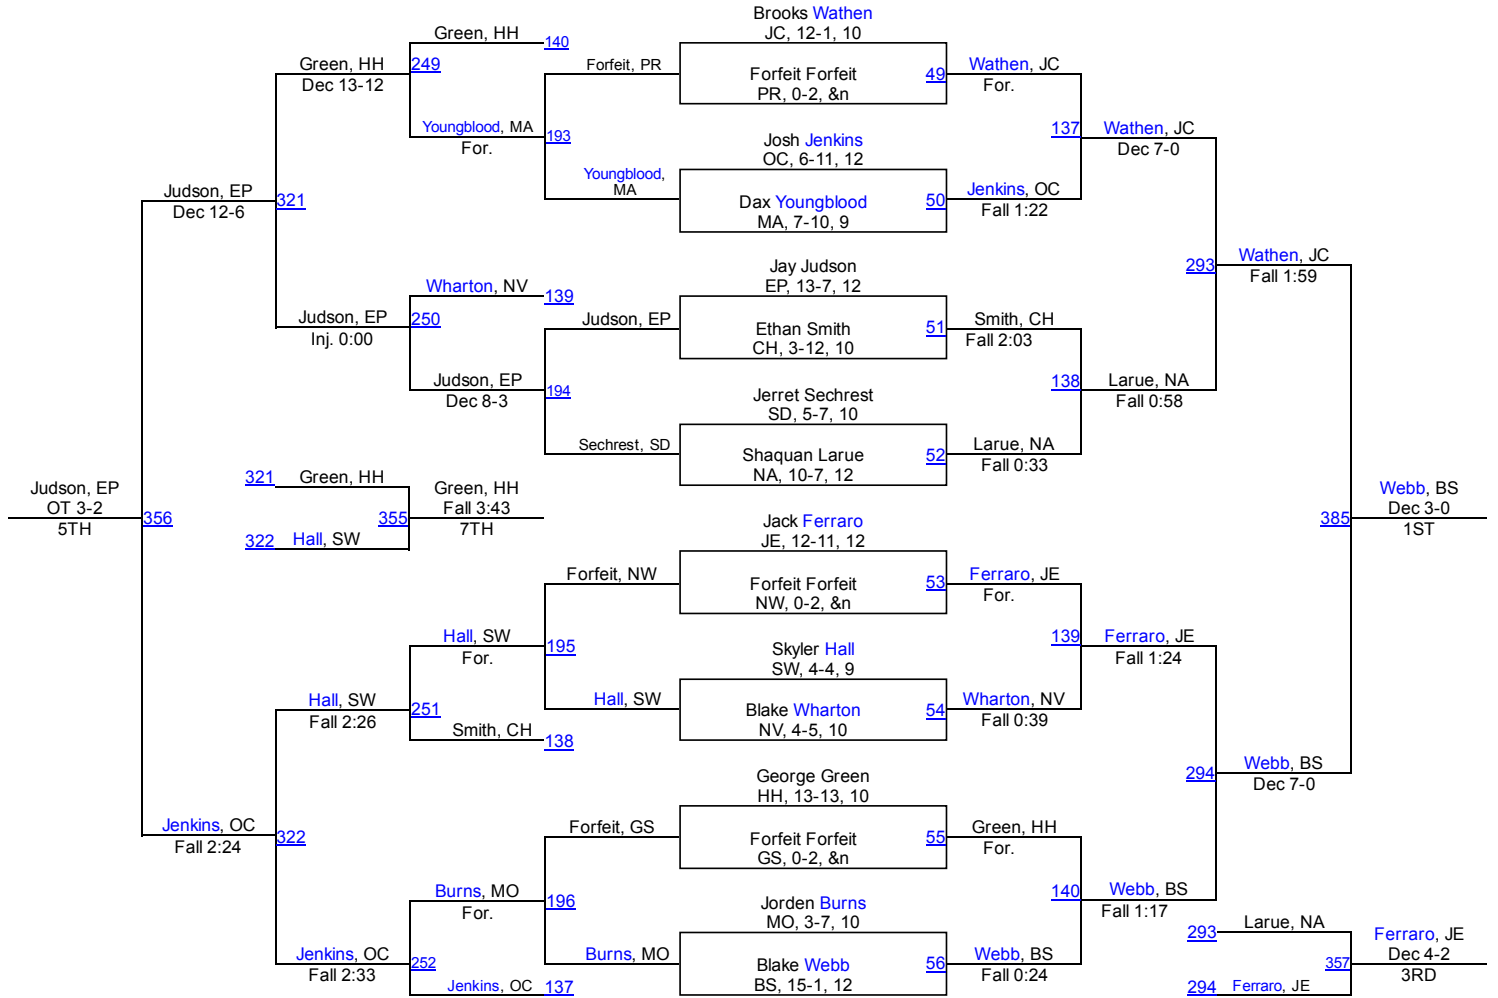 Brooks Wathen
JC, 12-1, 10
Green, HH
140
Green, HH
249
Dec 13-12
Forfeit, PR
Forfeit Forfeit
PR, 0-2, &n
49
Wathen, JC
For.
Youngblood, MA
For.
193
137
Wathen, JC
Dec 7-0
Josh Jenkins
OC, 6-11, 12
Youngblood,
MA
Dax Youngblood
MA, 7-10, 9
50
Jenkins, OC
Fall 1:22
Judson, EP
Dec 12-6
321
Jay Judson
EP, 13-7, 12
293
Wathen, JC
Fall 1:59
Wharton, NV
139
Judson, EP
250
Inj. 0:00
Judson, EP
Ethan Smith
CH, 3-12, 10
51
Smith, CH
Fall 2:03
Judson, EP
Dec 8-3
194
138
Larue, NA
Fall 0:58
Jerret Sechrest
SD, 5-7, 10
Sechrest, SD
Shaquan Larue
NA, 10-7, 12
52
Larue, NA
Fall 0:33
321
Green, HH
Judson, EP
OT 3-2
5TH
356
Green, HH
Fall 3:43
7TH
355
322
Hall, SW
Webb, BS
Dec 3-0
1ST
385
Jack Ferraro
JE, 12-11, 12
Forfeit, NW
Forfeit Forfeit
NW, 0-2, &n
53
Ferraro, JE
For.
Hall, SW
For.
195
139
Ferraro, JE
Fall 1:24
Skyler Hall
SW, 4-4, 9
Hall, SW
Fall 2:26
251
Hall, SW
Blake Wharton
NV, 4-5, 10
54
Wharton, NV
Fall 0:39
Smith, CH
138
George Green
HH, 13-13, 10
294
Webb, BS
Dec 7-0
Jenkins, OC
Fall 2:24
322
Forfeit, GS
Forfeit Forfeit
GS, 0-2, &n
55
Green, HH
For.
Burns, MO
For.
196
140
Webb, BS
Fall 1:17
Jorden Burns
MO, 3-7, 10
Jenkins, OC
Fall 2:33
252
Burns, MO
Blake Webb
BS, 15-1, 12
56
Webb, BS
Fall 0:24
Jenkins, OC
137
293
Larue, NA
357
Ferraro, JE
Dec 4-2
3RD
294
Ferraro, JE